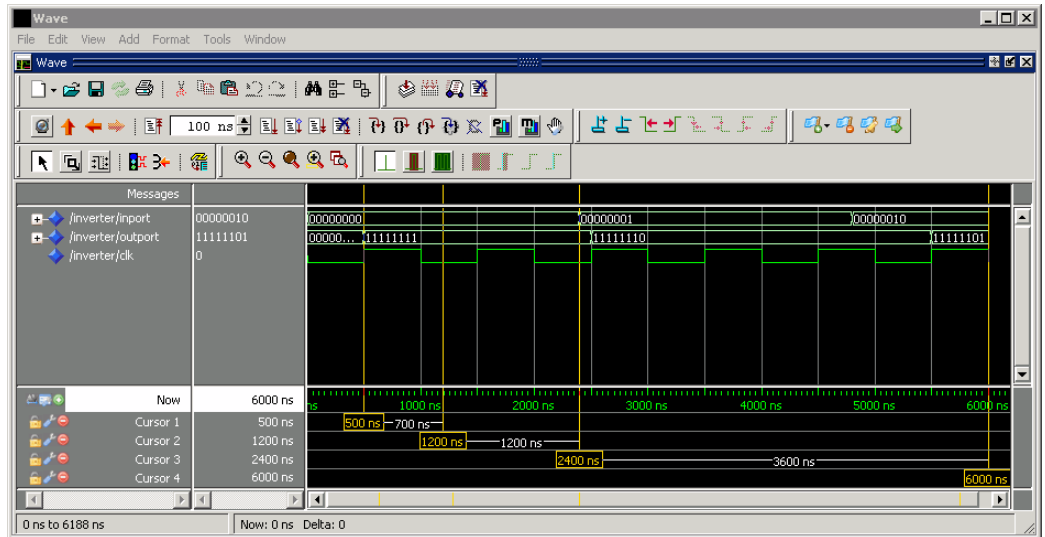 Wave
File Edit View Add Format Tools Window
Wave
100 ns
Messages
/inverter/inport 00000010 00000000 00000001 00000010
/inverter/outport 11111101 00000... 11111111 11111110 11111101
/inverter/clk 0
Now 6000 ns ns 1000 ns 2000 ns 3000 ns 4000 ns 5000 ns 6000 ns
Cursor 1 500 ns 500 ns 700 ns
Cursor 2 1200 ns 1200 ns 1200 ns
Cursor 3 2400 ns 2400 ns 3600 ns
Cursor 4 6000 ns 6000 ns
0 ns to 6188 ns Now: 0 ns Delta: 0